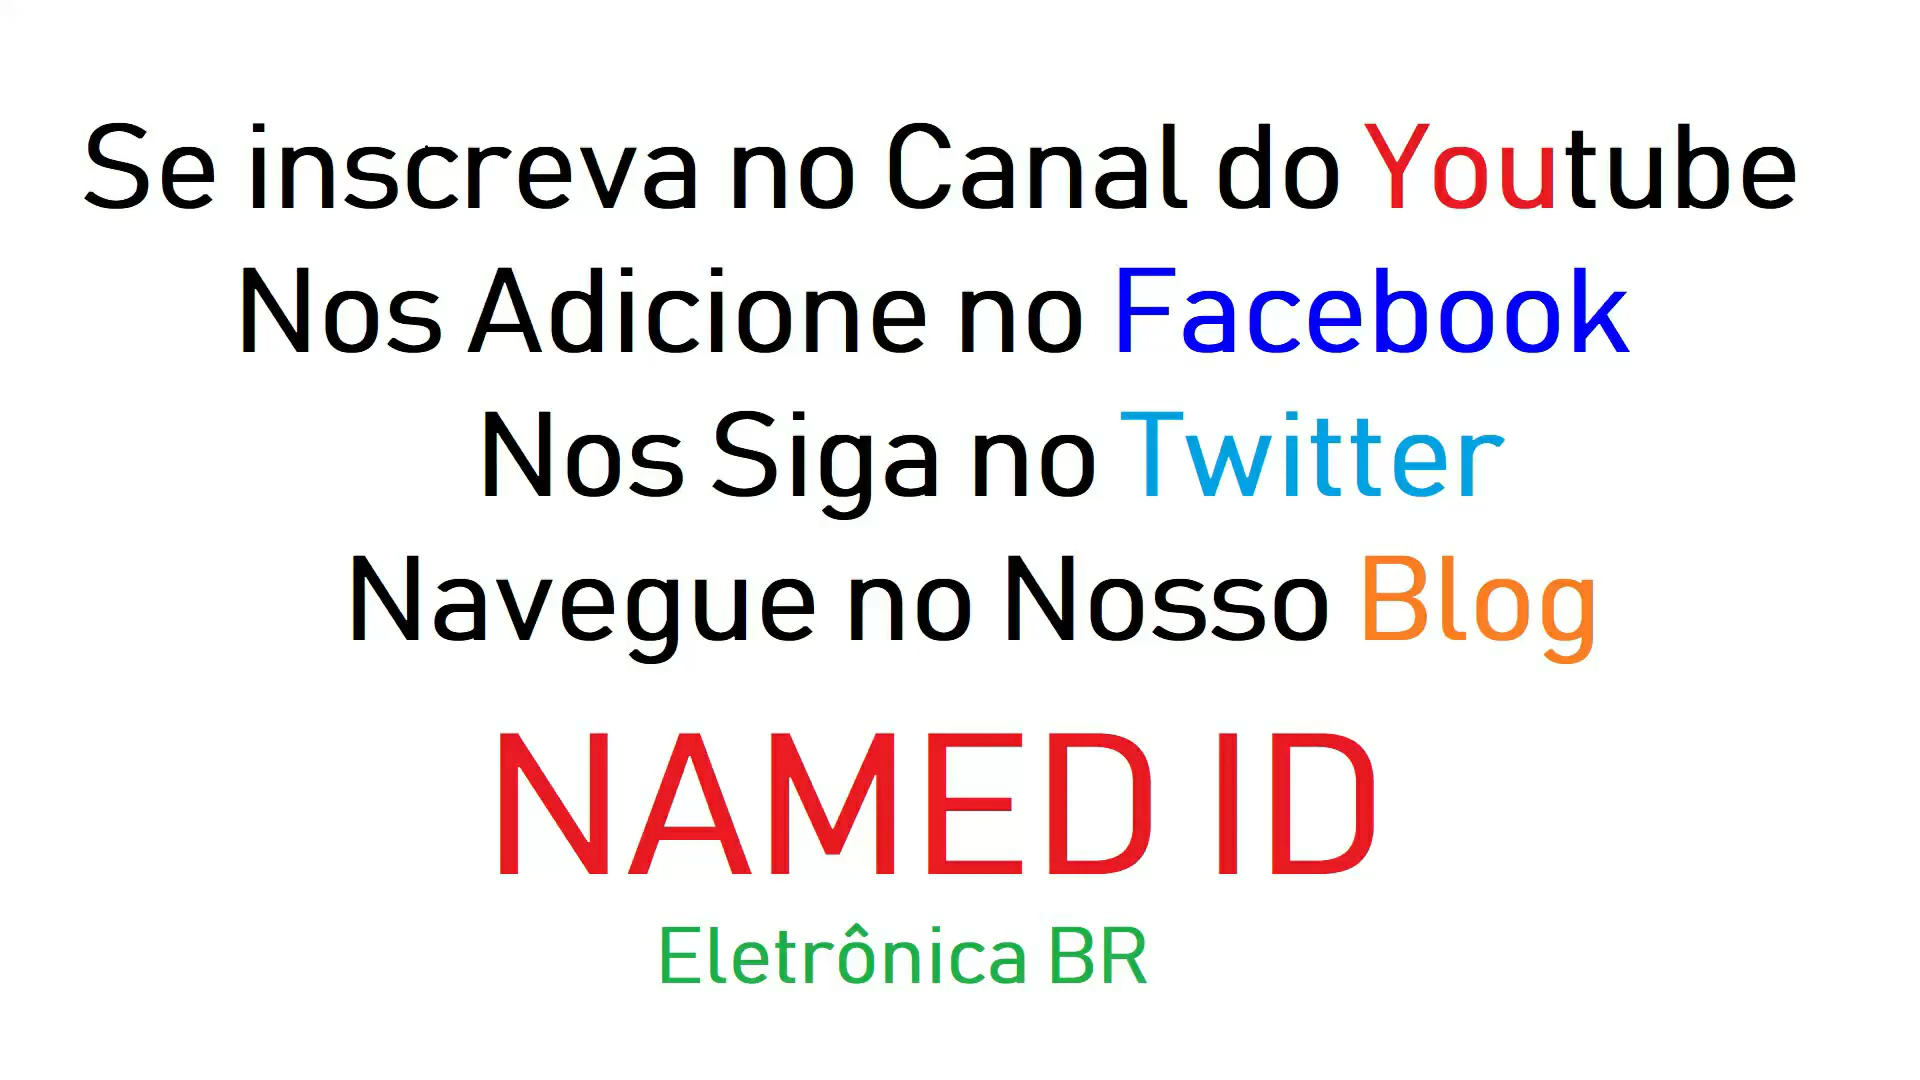 Se inscreva no Canal do Youtube
Nos Adicione no Facebook
Nos Siga no Twitter
Navegue no Nosso Blog
NAMED ID
Eletrônica BR